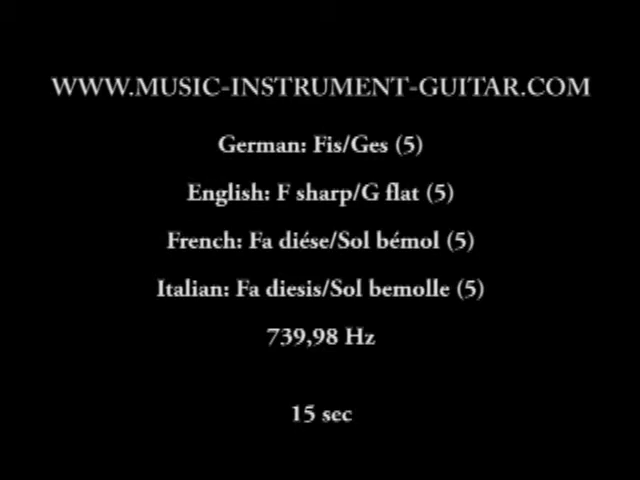 WWW.MUSIC-INSTRUMENT-GUITAR.COM
German: Fis/Ges (5)
English: F sharp/G flat (5)
French: Fa diése/Sol bémol (5)
Italian: Fa diesis/Sol bemolle (5)
739,98 Hz
15 sec